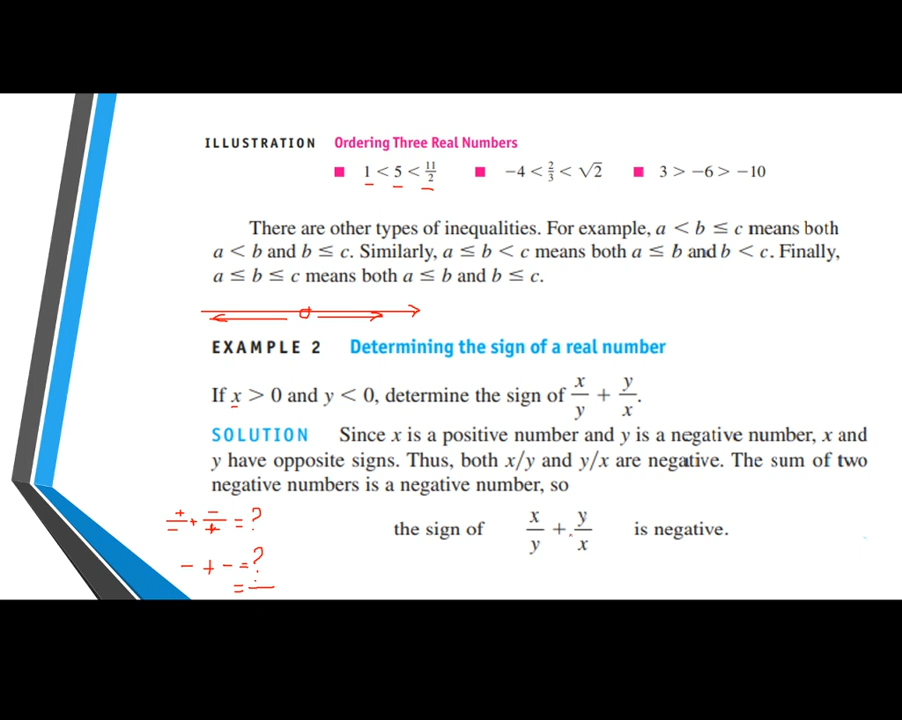 ILLUSTRATION Ordering Three Real Numbers
■ 1 < 5 < 11/2 ■ −4 < 2/3 < √2 ■ 3 > −6 > −10
There are other types of inequalities. For example, a < b ≤ c means both
a < b and b ≤ c. Similarly, a ≤ b < c means both a ≤ b and b < c. Finally,
a ≤ b ≤ c means both a ≤ b and b ≤ c.
EXAMPLE 2 Determining the sign of a real number
If x > 0 and y < 0, determine the sign of x/y + y/x.
SOLUTION Since x is a positive number and y is a negative number, x and
y have opposite signs. Thus, both x/y and y/x are negative. The sum of two
negative numbers is a negative number, so
the sign of x/y + y/x is negative.
+/− + −/+ = ?
− + − = ?
= −